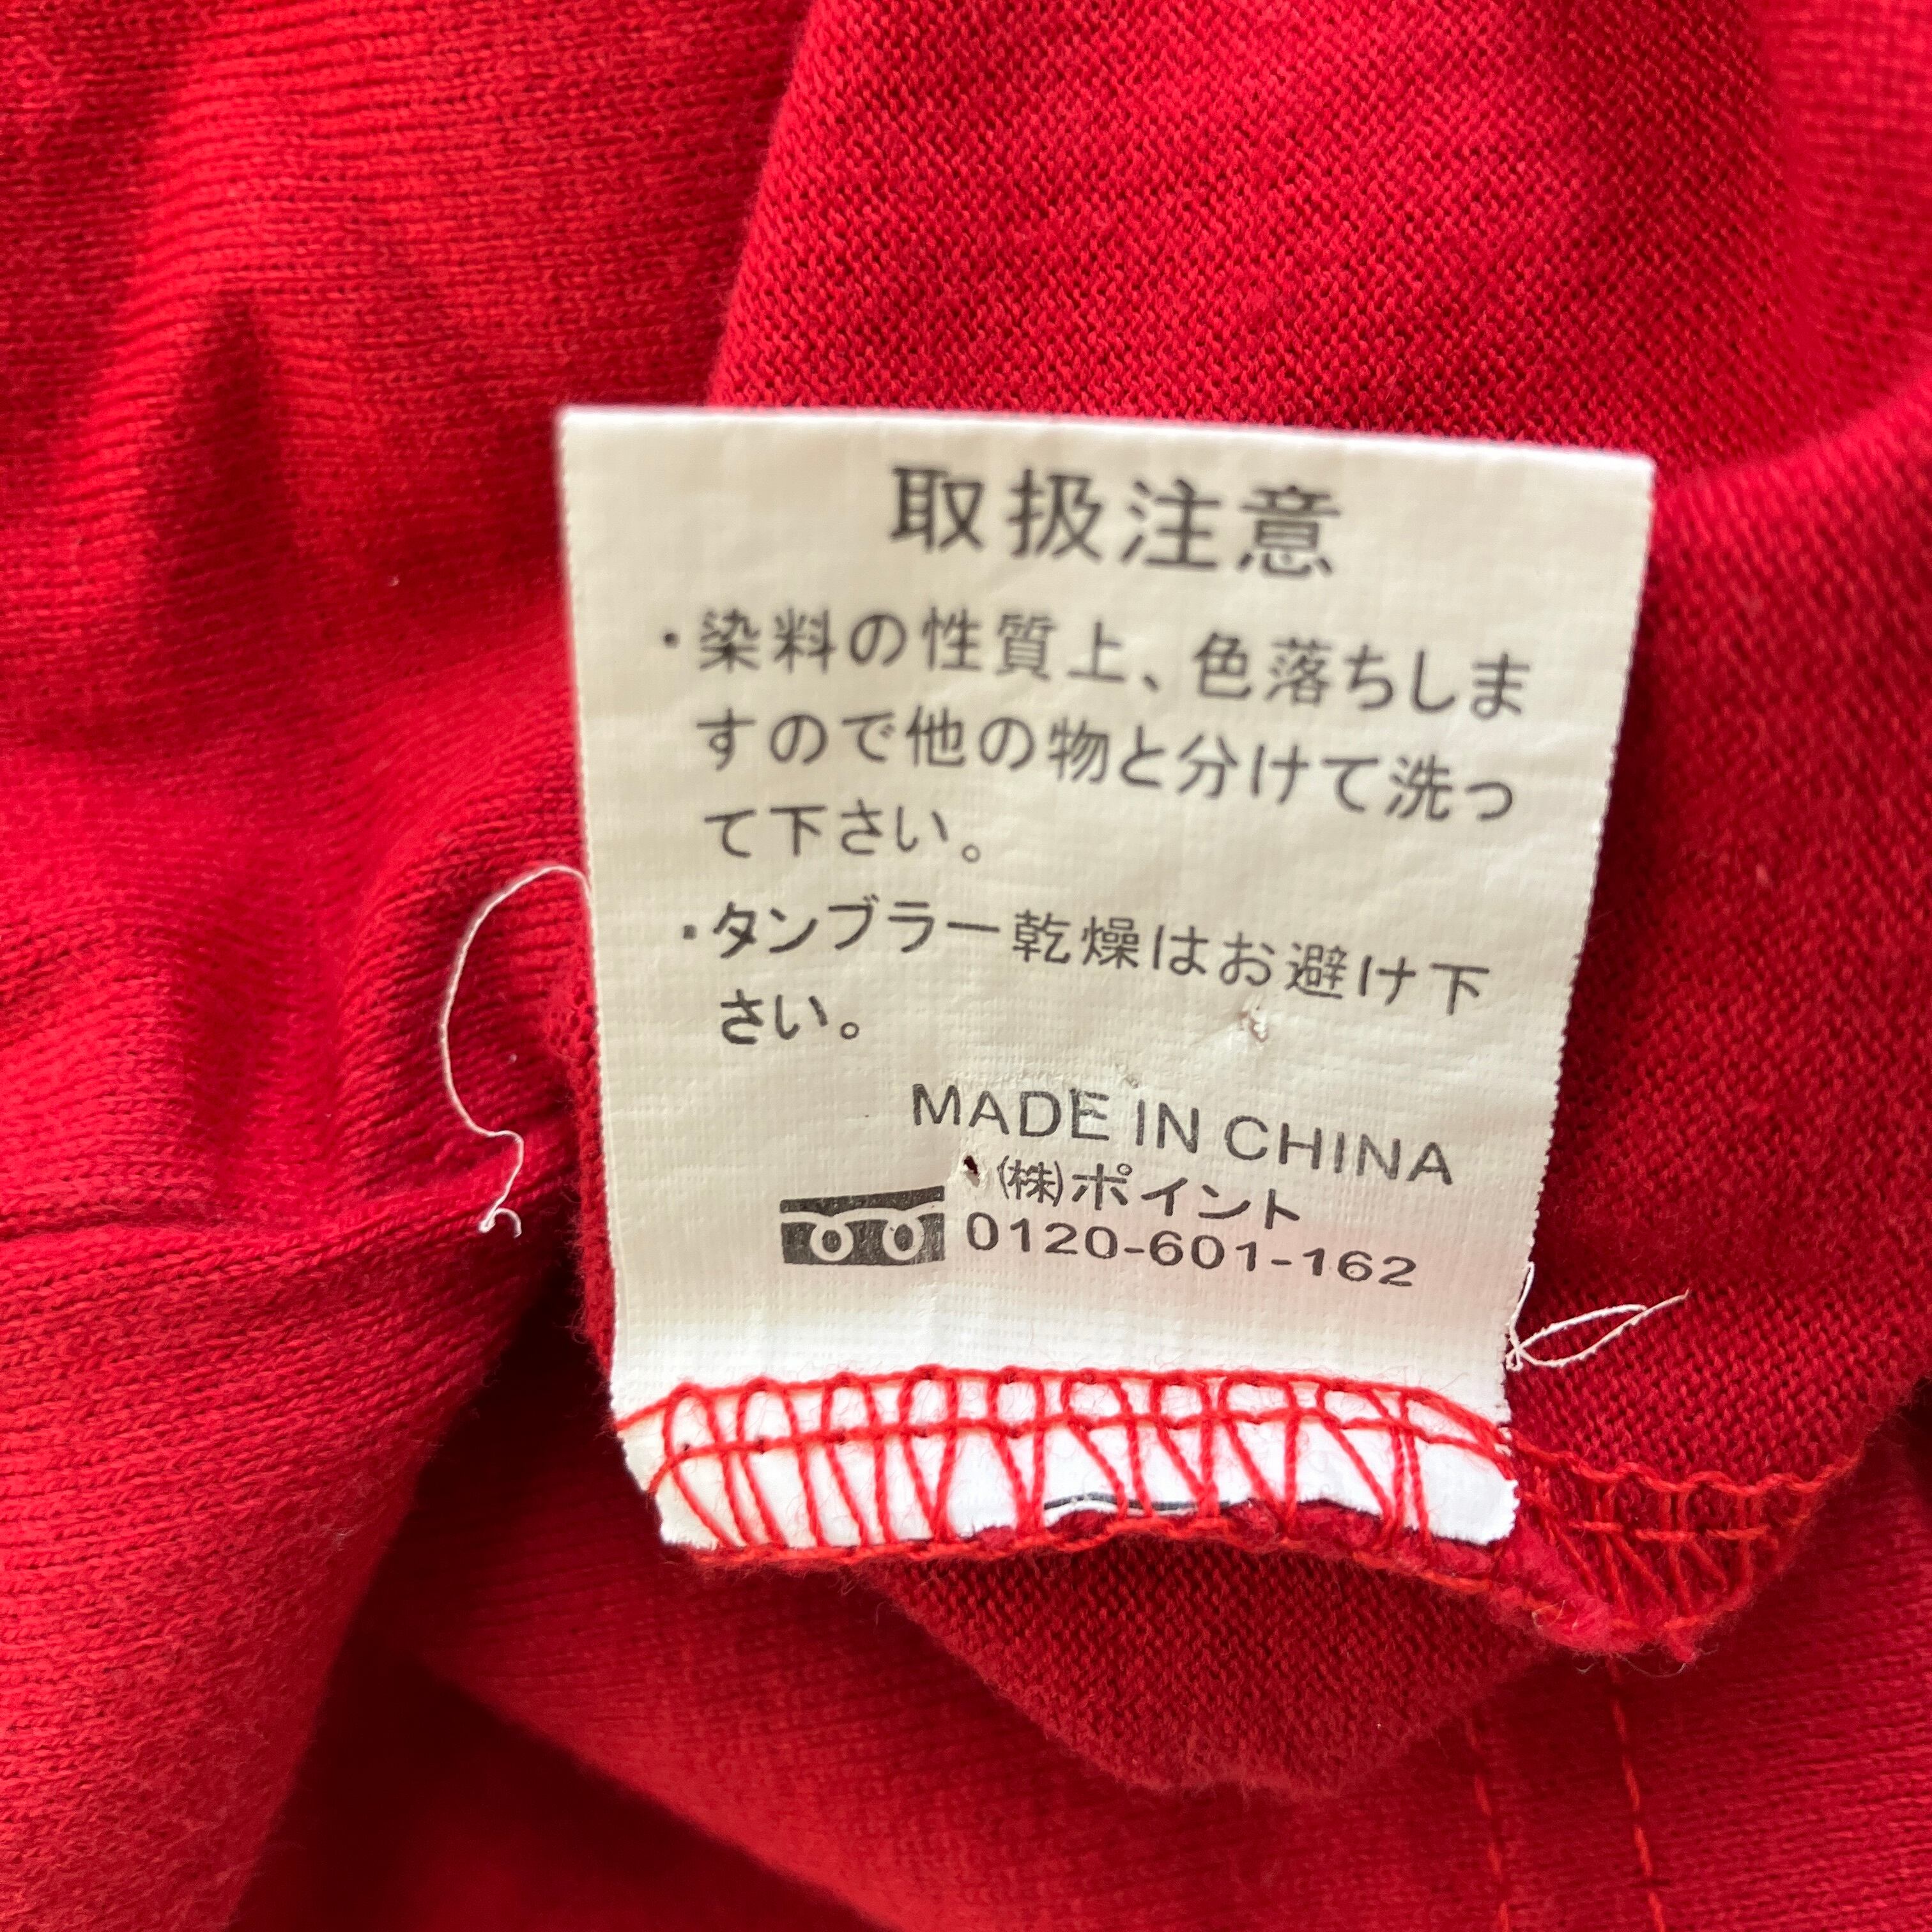 取扱注意
・染料の性質上、色落ちしま
すので他の物と分けて洗っ
て下さい。
・タンブラー乾燥はお避け下
さい。
MADE IN CHINA
㈱ポイント
0120-601-162